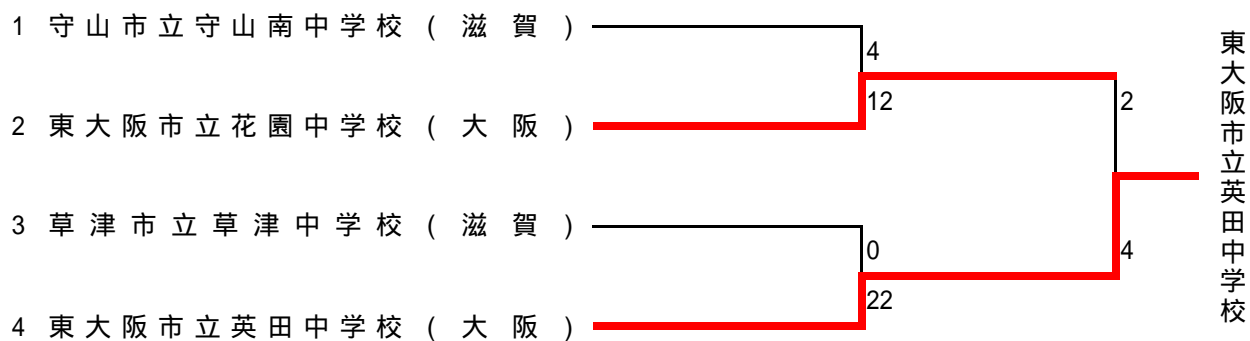 1 守山市立守山南中学校 ( 滋賀 )
4
12
2 東大阪市立花園中学校 ( 大阪 )
2
東大阪市立英田中学校
3 草津市立草津中学校 ( 滋賀 )
0
4
22
4 東大阪市立英田中学校 ( 大阪 )